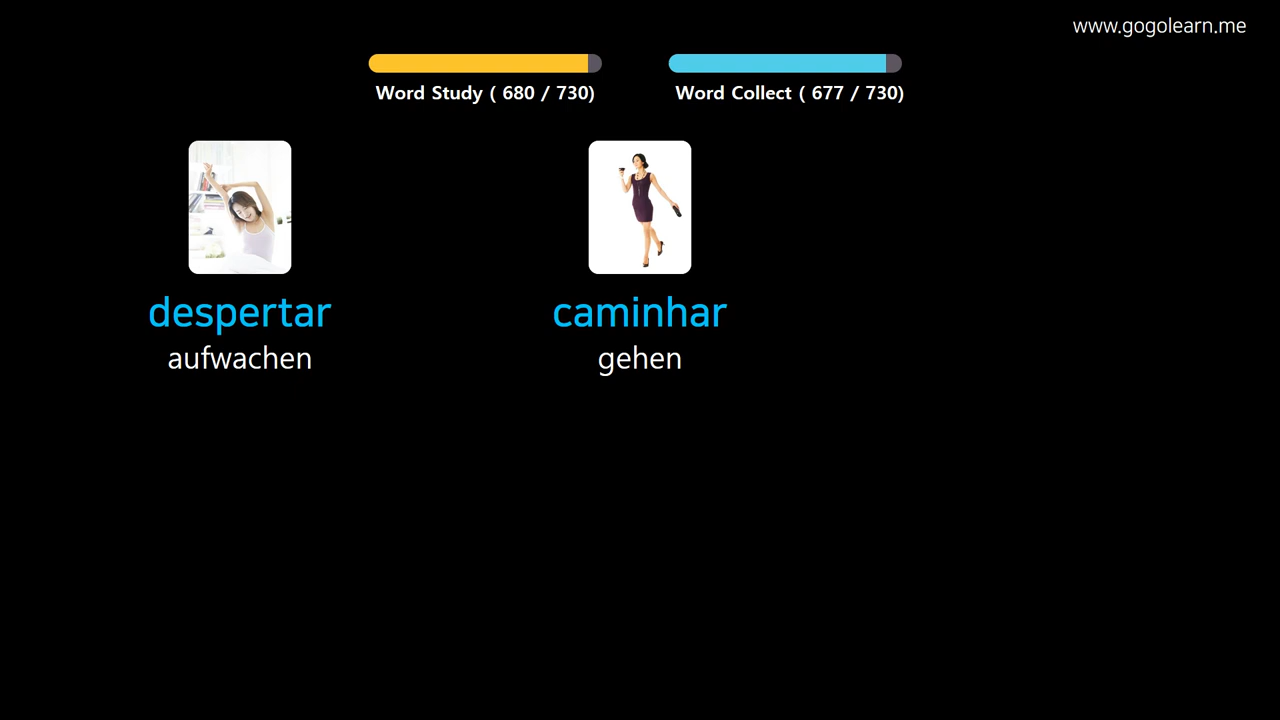 www.gogolearn.me
Word Study ( 680 / 730)
Word Collect ( 677 / 730)
despertar
aufwachen
caminhar
gehen